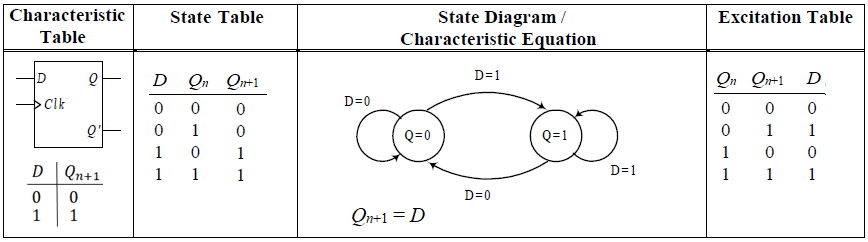 Characteristic Table
State Table
State Diagram /
Characteristic Equation
Excitation Table
D Q
Clk
Q'
D Qn+1
0 0
1 1
D Qn Qn+1
0 0 0
0 1 0
1 0 1
1 1 1
D=1
D=0
Q=0
Q=1
D=1
D=0
Qn+1 = D
Qn Qn+1 D
0 0 0
0 1 1
1 0 0
1 1 1